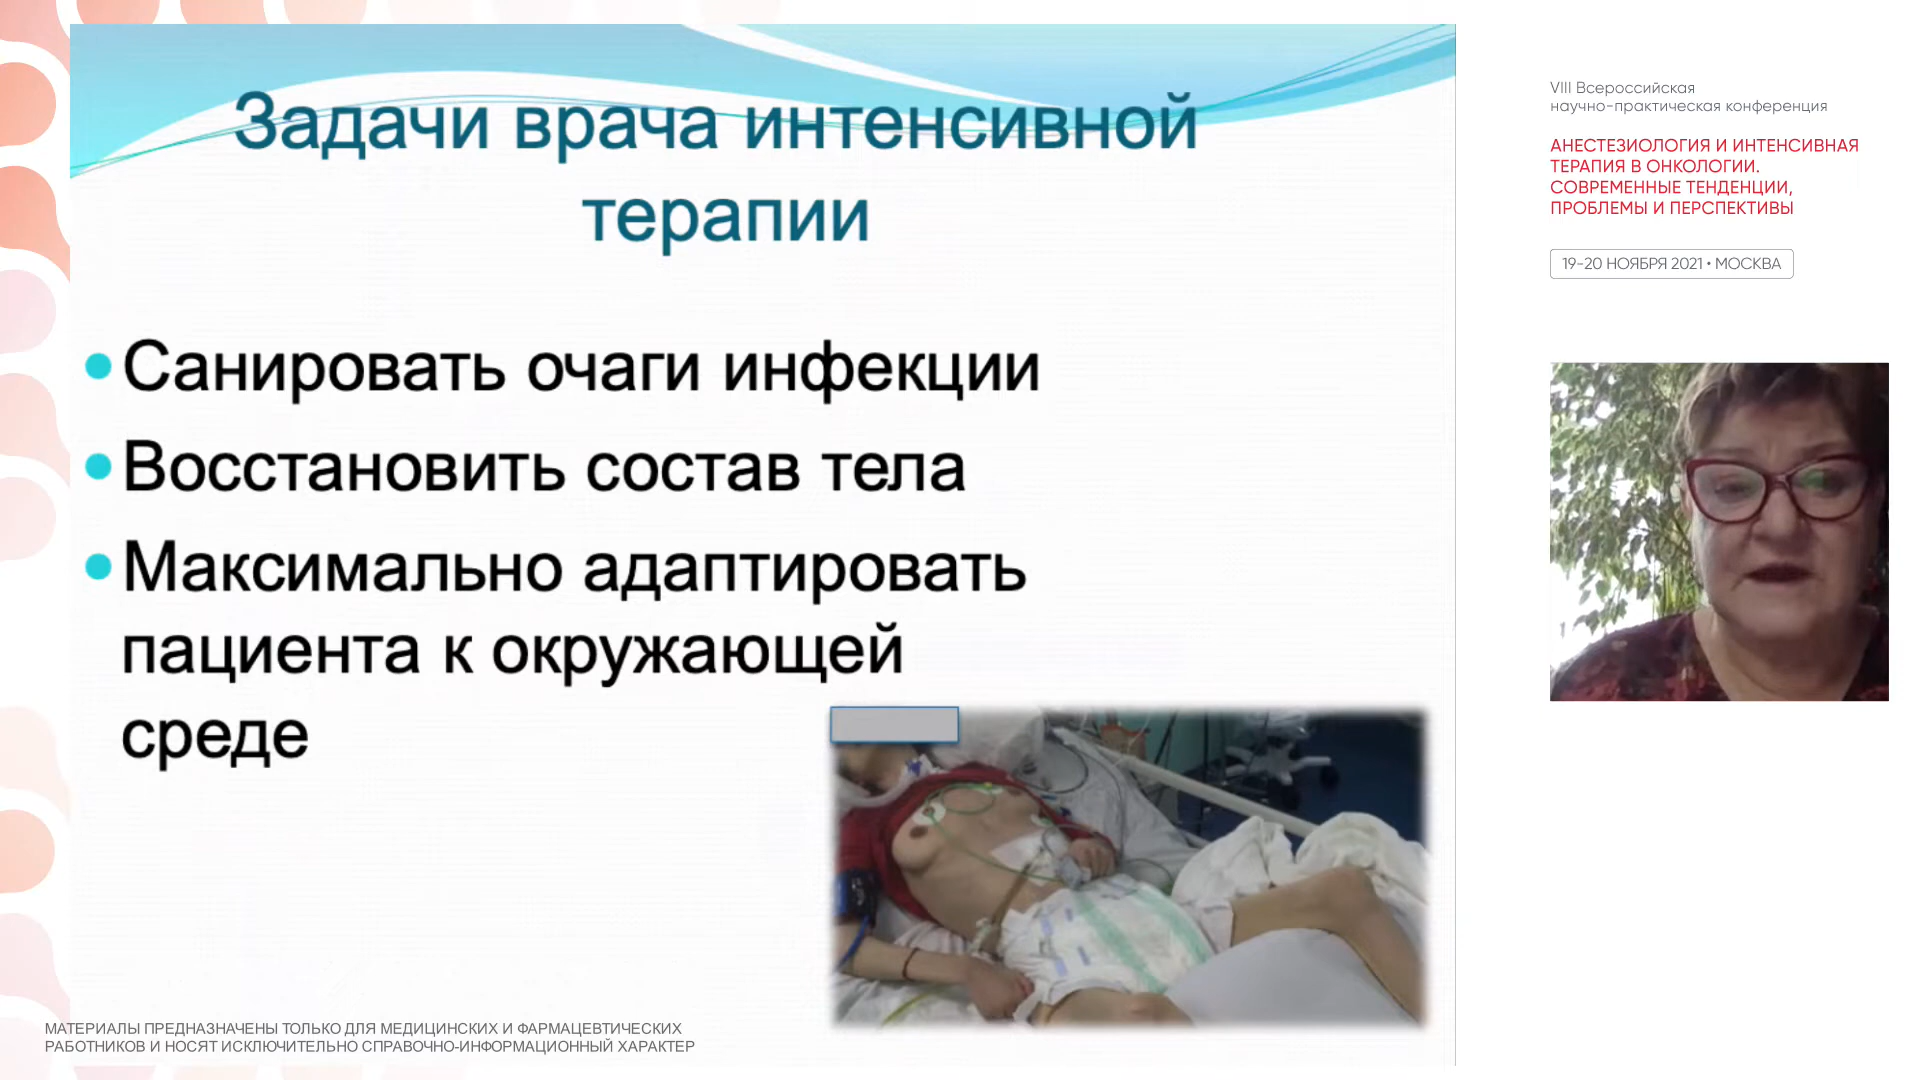 Задачи врача интенсивной
терапии
Санировать очаги инфекции
Восстановить состав тела
Максимально адаптировать
пациента к окружающей
среде
МАТЕРИАЛЫ ПРЕДНАЗНАЧЕНЫ ТОЛЬКО ДЛЯ МЕДИЦИНСКИХ И ФАРМАЦЕВТИЧЕСКИХ
РАБОТНИКОВ И НОСЯТ ИСКЛЮЧИТЕЛЬНО СПРАВОЧНО-ИНФОРМАЦИОННЫЙ ХАРАКТЕР
VIII Всероссийская
научно-практическая конференция
АНЕСТЕЗИОЛОГИЯ И ИНТЕНСИВНАЯ
ТЕРАПИЯ В ОНКОЛОГИИ.
СОВРЕМЕННЫЕ ТЕНДЕНЦИИ,
ПРОБЛЕМЫ И ПЕРСПЕКТИВЫ
19-20 НОЯБРЯ 2021 • МОСКВА